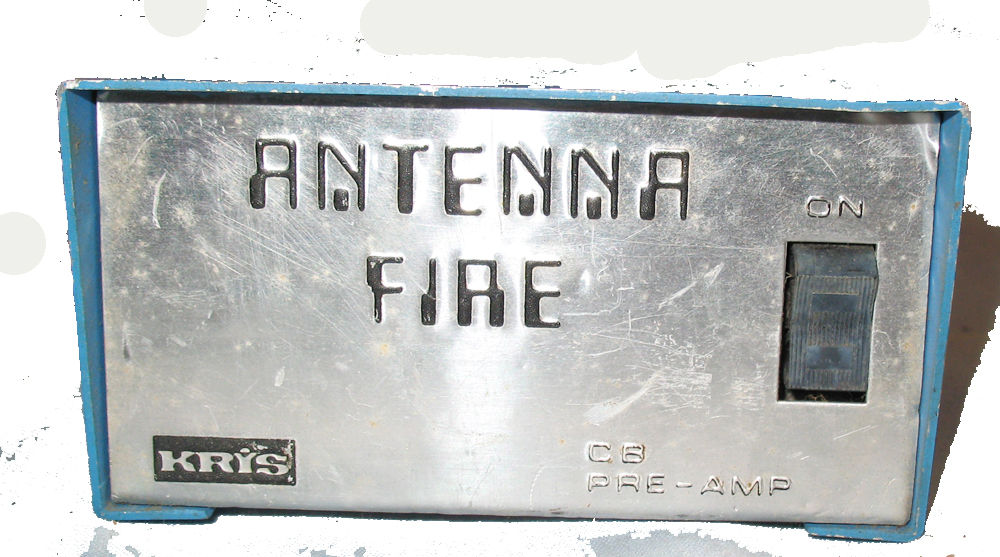 ANTENNA
FIRE
ON
KRIS
CB
PRE-AMP